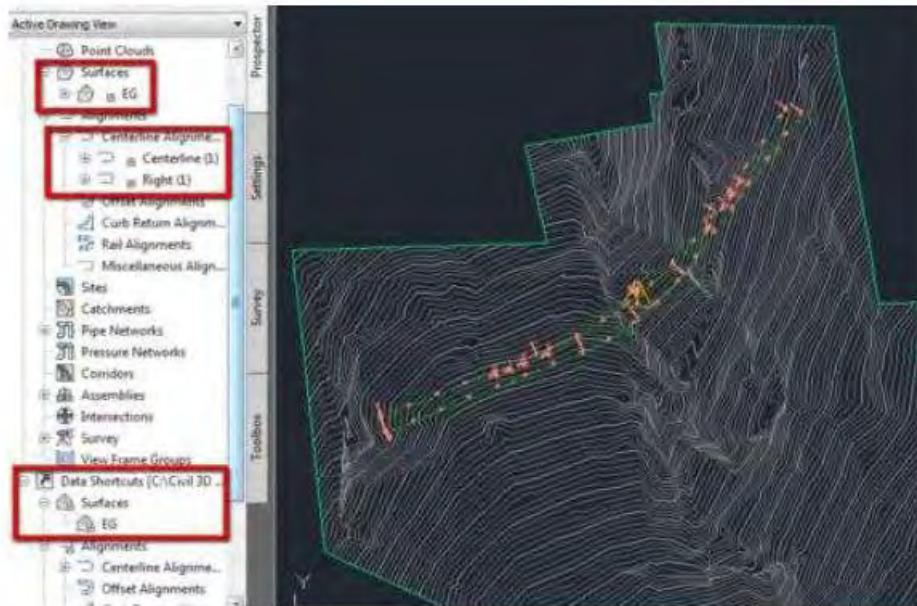 Active Drawing View
Point Clouds
Surfaces
EG
Alignments
Centerline Alignme...
Centerline (1)
Right (1)
Offset Alignments
Curb Return Alignm...
Rail Alignments
Miscellaneous Align...
Sites
Catchments
Pipe Networks
Pressure Networks
Corridors
Assemblies
Intersections
Survey
View Frame Groups
Data Shortcuts [C:\Civil 3D ...
Surfaces
EG
Alignments
Centerline Alignme...
Offset Alignments
Prospector
Settings
Survey
Toolbox
Y